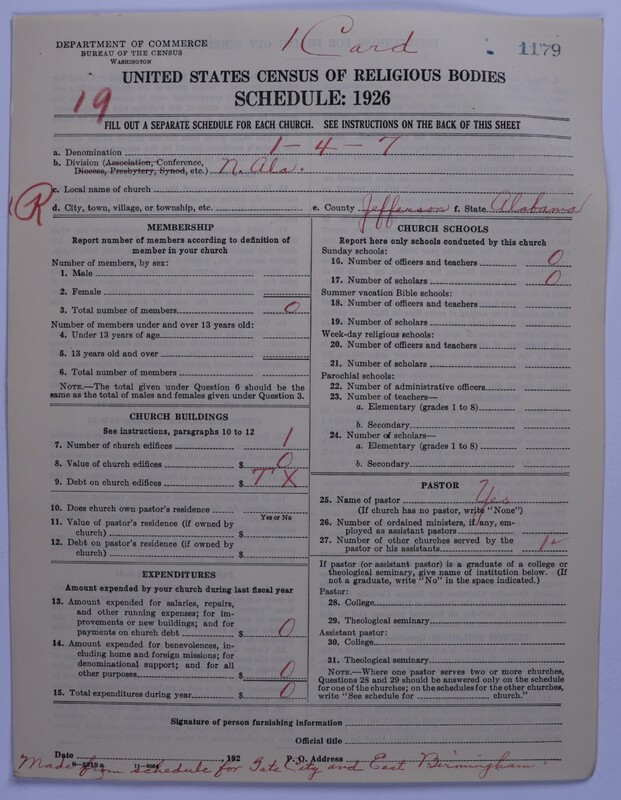 1 Card
DEPARTMENT OF COMMERCE
BUREAU OF THE CENSUS
WASHINGTON
1179
UNITED STATES CENSUS OF RELIGIOUS BODIES
SCHEDULE: 1926
19
FILL OUT A SEPARATE SCHEDULE FOR EACH CHURCH. SEE INSTRUCTIONS ON THE BACK OF THIS SHEET
a. Denomination 1-4-7
b. Division (Association, Conference,
Diocese, Presbytery, Synod, etc.) N. Ala.
c. Local name of church
R
d. City, town, village, or township, etc. e. County Jefferson f. State Alabama
MEMBERSHIP
Report number of members according to definition of
member in your church
Number of members, by sex:
1. Male
2. Female
3. Total number of members 0
Number of members under and over 13 years old:
4. Under 13 years of age
5. 13 years old and over
6. Total number of members
NOTE.—The total given under Question 6 should be the
same as the total of males and females given under Question 3.
CHURCH BUILDINGS
See instructions, paragraphs 10 to 12
7. Number of church edifices 1
8. Value of church edifices $ 0
9. Debt on church edifices $ T X
10. Does church own pastor's residence
Yes or No
11. Value of pastor's residence (if owned by
church) $
12. Debt on pastor's residence (if owned by
church) $
EXPENDITURES
Amount expended by your church during last fiscal year
13. Amount expended for salaries, repairs,
and other running expenses; for im-
provements or new buildings; and for
payments on church debt $ 0
14. Amount expended for benevolences, in-
cluding home and foreign missions; for
denominational support; and for all
other purposes $ 0
15. Total expenditures during year $ 0
CHURCH SCHOOLS
Report here only schools conducted by this church
Sunday schools:
16. Number of officers and teachers 0
17. Number of scholars 0
Summer vacation Bible schools:
18. Number of officers and teachers
19. Number of scholars
Week-day religious schools:
20. Number of officers and teachers
21. Number of scholars
Parochial schools:
22. Number of administrative officers
23. Number of teachers—
a. Elementary (grades 1 to 8)
b. Secondary
24. Number of scholars—
a. Elementary (grades 1 to 8)
b. Secondary
PASTOR
25. Name of pastor Yes
(If church has no pastor, write "None")
26. Number of ordained ministers, if any, em-
ployed as assistant pastors
27. Number of other churches served by the
pastor or his assistants
If pastor (or assistant pastor) is a graduate of a college or
theological seminary, give name of institution below. (If
not a graduate, write "No" in the space indicated.)
Pastor:
28. College
29. Theological seminary
Assistant pastor:
30. College
31. Theological seminary
NOTE.—Where one pastor serves two or more churches,
Questions 28 and 29 should be answered only on the schedule
for one of the churches; on the schedules for the other churches,
write "See schedule for church."
Signature of person furnishing information
Official title
Date , 192 P. O. Address
Made from schedule for Gate City and East Birmingham.